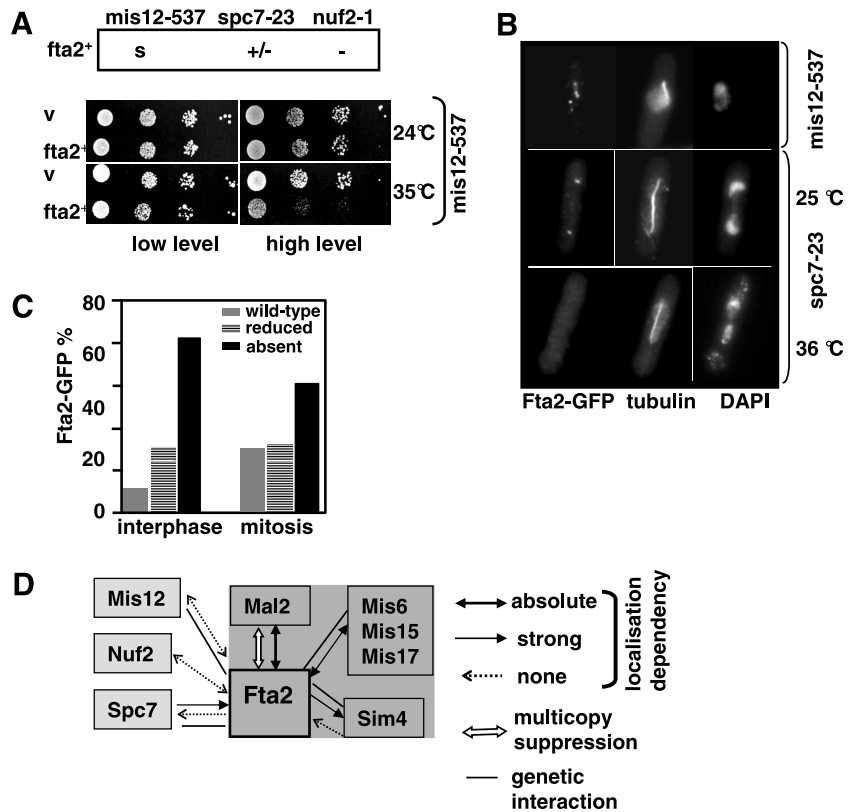 A
mis12-537 spc7-23 nuf2-1
fta2+ s +/- -
v
fta2+
24°C
v
fta2+
35°C
mis12-537
low level high level
B
mis12-537
25 °C
spc7-23
36 °C
Fta2-GFP tubulin DAPI
C
80
60
40
20
0
Fta2-GFP %
wild-type
reduced
absent
interphase mitosis
D
Mis12
Nuf2
Spc7
Mal2
Fta2
Mis6
Mis15
Mis17
Sim4
absolute
strong
none
localisation
dependency
multicopy
suppression
genetic
interaction